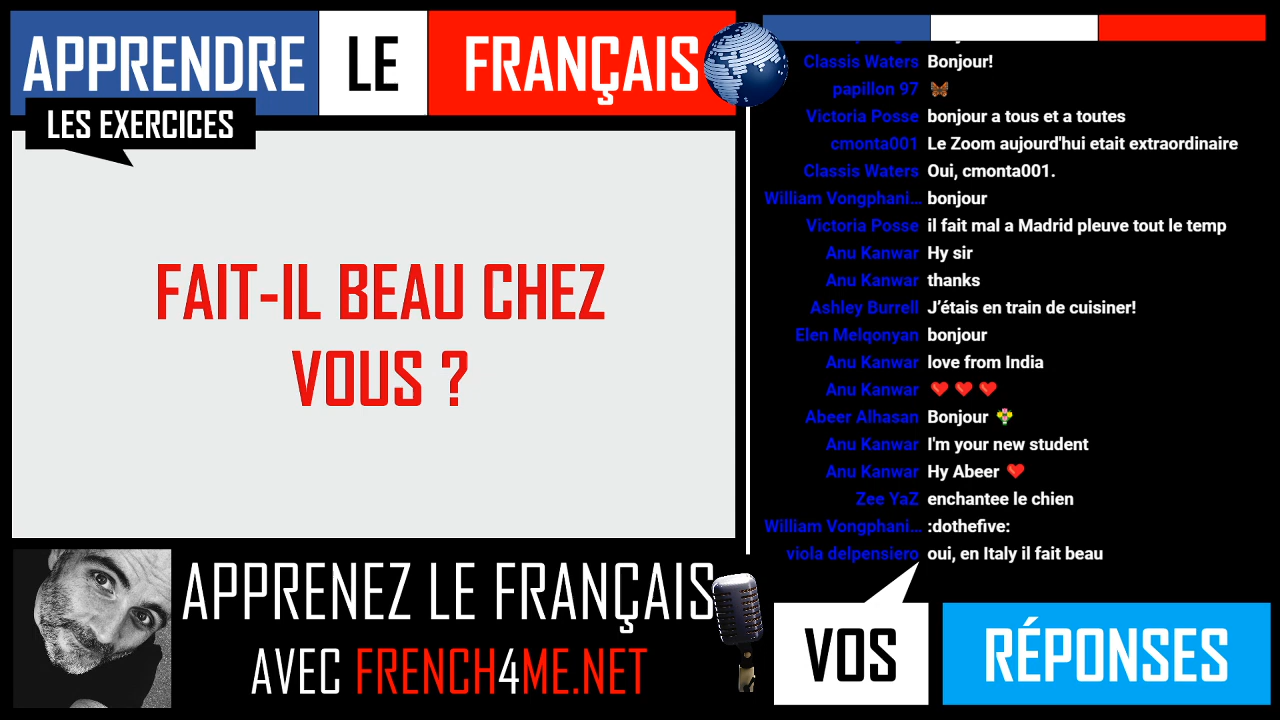 APPRENDRE LE FRANÇAIS
LES EXERCICES
FAIT-IL BEAU CHEZ
VOUS ?
APPRENEZ LE FRANÇAIS
AVEC FRENCH4ME.NET
Classis Waters Bonjour!
papillon 97 🦋
Victoria Posse bonjour a tous et a toutes
cmonta001 Le Zoom aujourd'hui etait extraordinaire
Classis Waters Oui, cmonta001.
William Vongphani... bonjour
Victoria Posse il fait mal a Madrid pleuve tout le temp
Anu Kanwar Hy sir
Anu Kanwar thanks
Ashley Burrell J’étais en train de cuisiner!
Elen Melqonyan bonjour
Anu Kanwar love from India
Anu Kanwar ❤️ ❤️ ❤️
Abeer Alhasan Bonjour 💐
Anu Kanwar I'm your new student
Anu Kanwar Hy Abeer ❤️
Zee YaZ enchantee le chien
William Vongphani... :dothefive:
viola delpensiero oui, en Italy il fait beau
VOS RÉPONSES